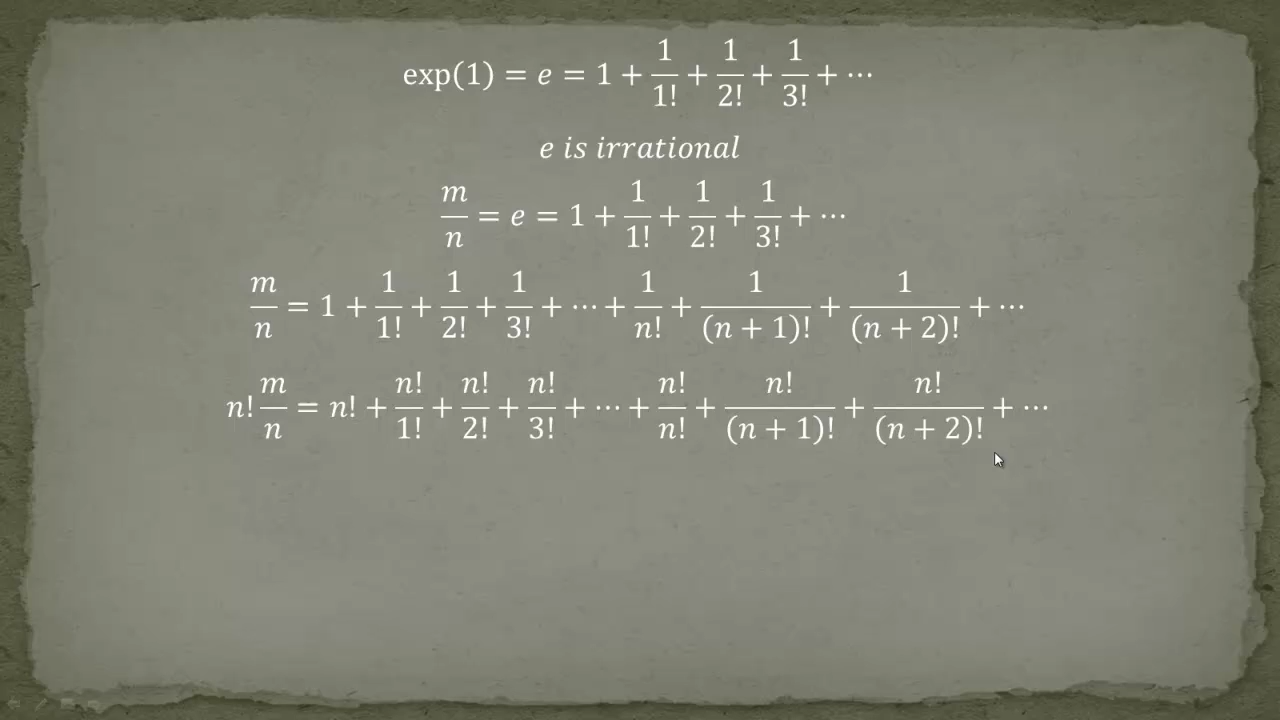 exp(1) = e = 1 + 1/1! + 1/2! + 1/3! + ⋯
e is irrational
m/n = e = 1 + 1/1! + 1/2! + 1/3! + ⋯
m/n = 1 + 1/1! + 1/2! + 1/3! + ⋯ + 1/n! + 1/(n + 1)! + 1/(n + 2)! + ⋯
n! m/n = n! + n!/1! + n!/2! + n!/3! + ⋯ + n!/n! + n!/(n + 1)! + n!/(n + 2)! + ⋯